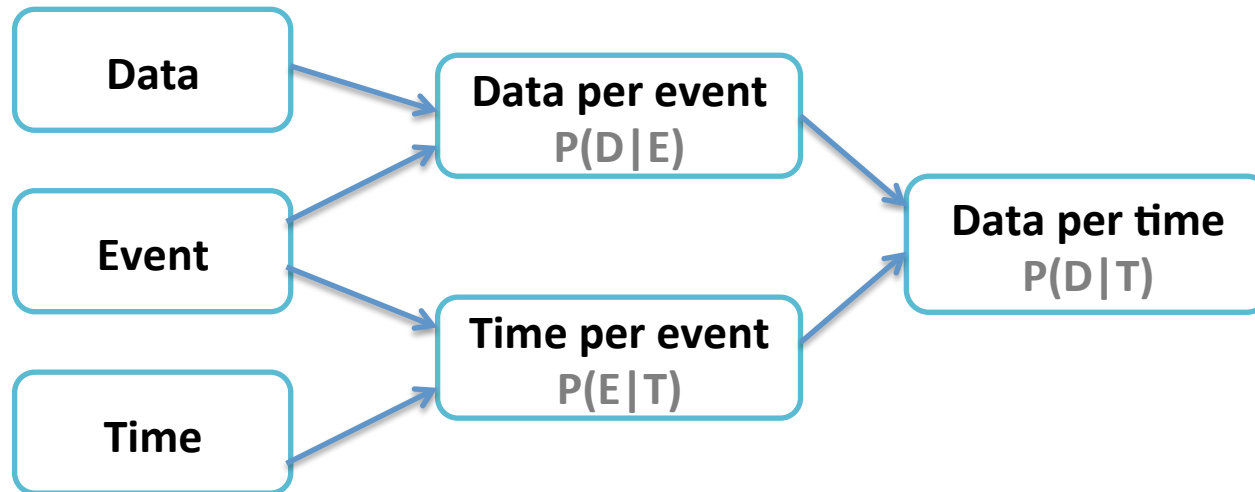 Data
Event
Time
Data per event
P(D|E)
Time per event
P(E|T)
Data per time
P(D|T)